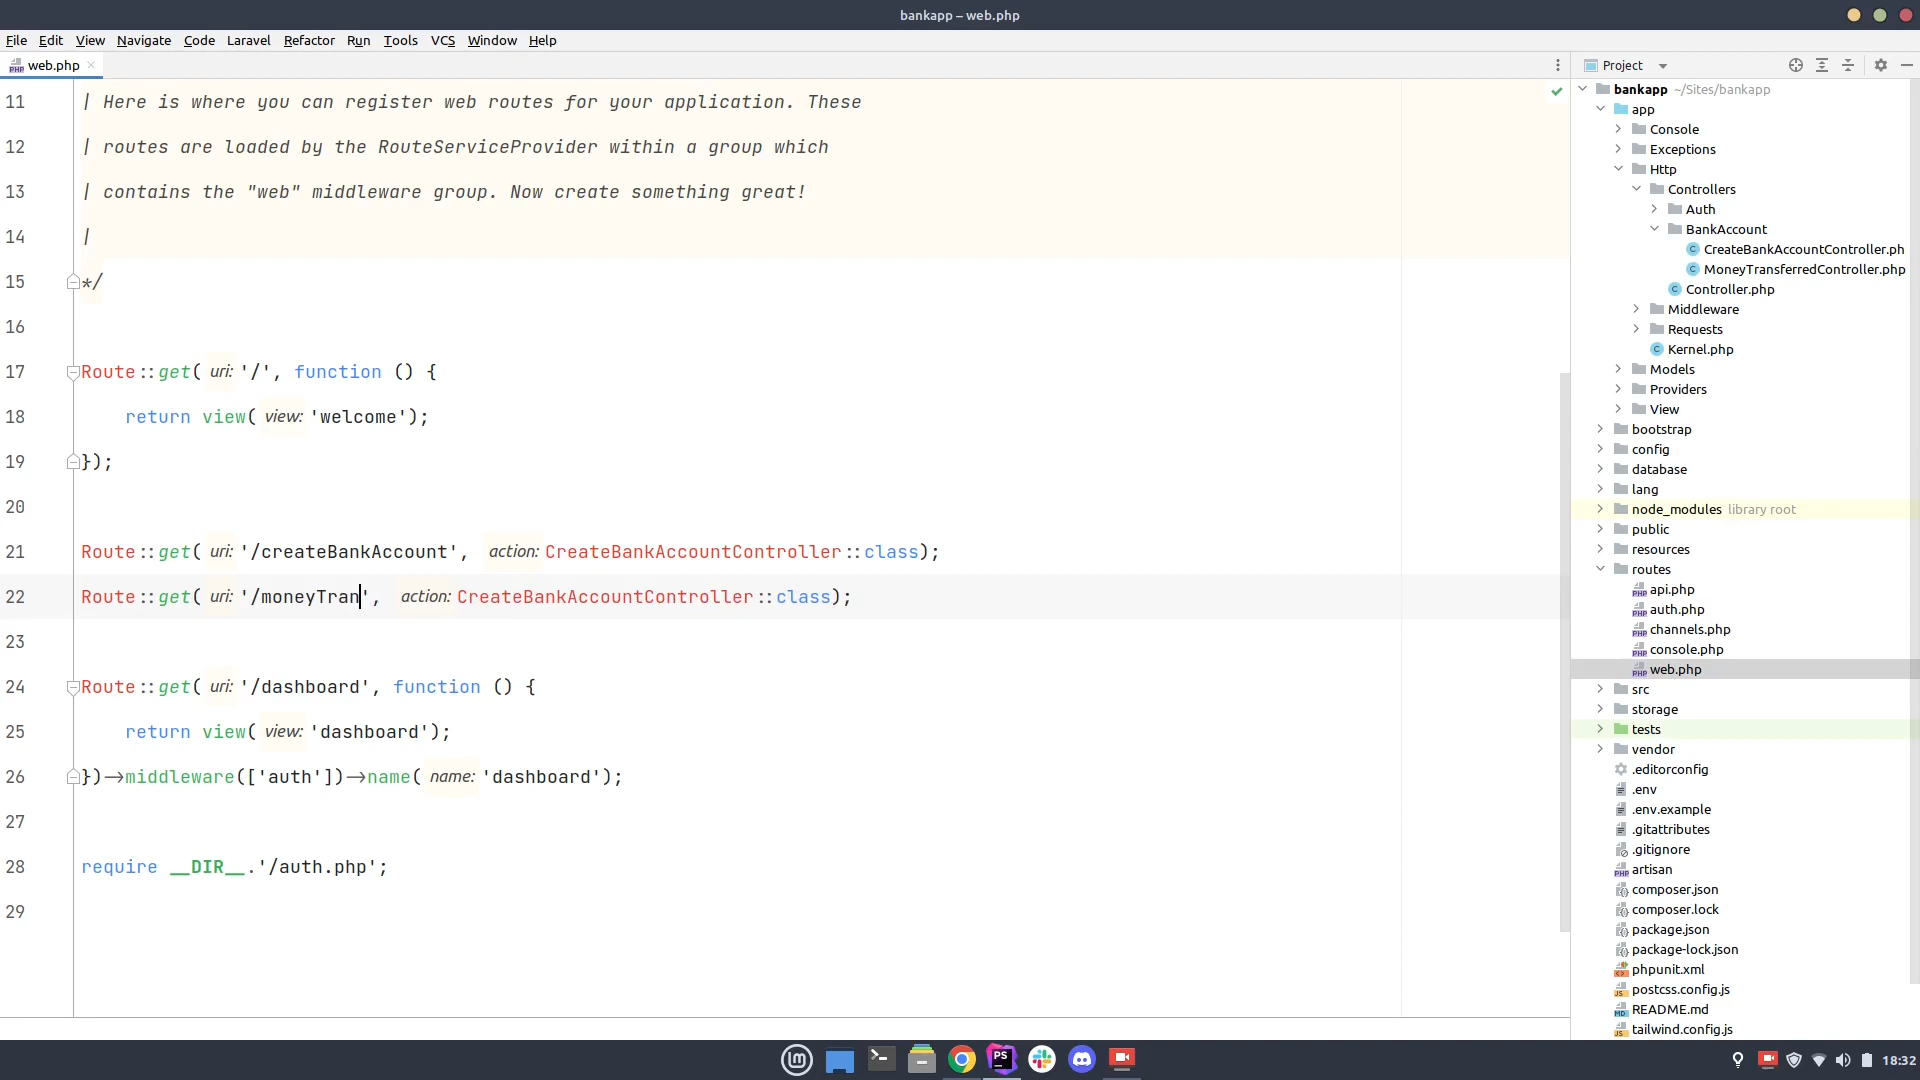 bankapp – web.php
File Edit View Navigate Code Laravel Refactor Run Tools VCS Window Help
web.php
Project
11 | Here is where you can register web routes for your application. These
12 | routes are loaded by the RouteServiceProvider within a group which
13 | contains the "web" middleware group. Now create something great!
14 |
15 */
16
17 Route::get( uri: '/', function () {
18 return view( view: 'welcome');
19 });
20
21 Route::get( uri: '/createBankAccount', action: CreateBankAccountController::class);
22 Route::get( uri: '/moneyTran', action: CreateBankAccountController::class);
23
24 Route::get( uri: '/dashboard', function () {
25 return view( view: 'dashboard');
26 })->middleware(['auth'])->name( name: 'dashboard');
27
28 require __DIR__.'/auth.php';
29
bankapp ~/Sites/bankapp
app
Console
Exceptions
Http
Controllers
Auth
BankAccount
CreateBankAccountController.ph
MoneyTransferredController.php
Controller.php
Middleware
Requests
Kernel.php
Models
Providers
View
bootstrap
config
database
lang
node_modules library root
public
resources
routes
api.php
auth.php
channels.php
console.php
web.php
src
storage
tests
vendor
.editorconfig
.env
.env.example
.gitattributes
.gitignore
artisan
composer.json
composer.lock
package.json
package-lock.json
phpunit.xml
postcss.config.js
README.md
tailwind.config.js
18:32